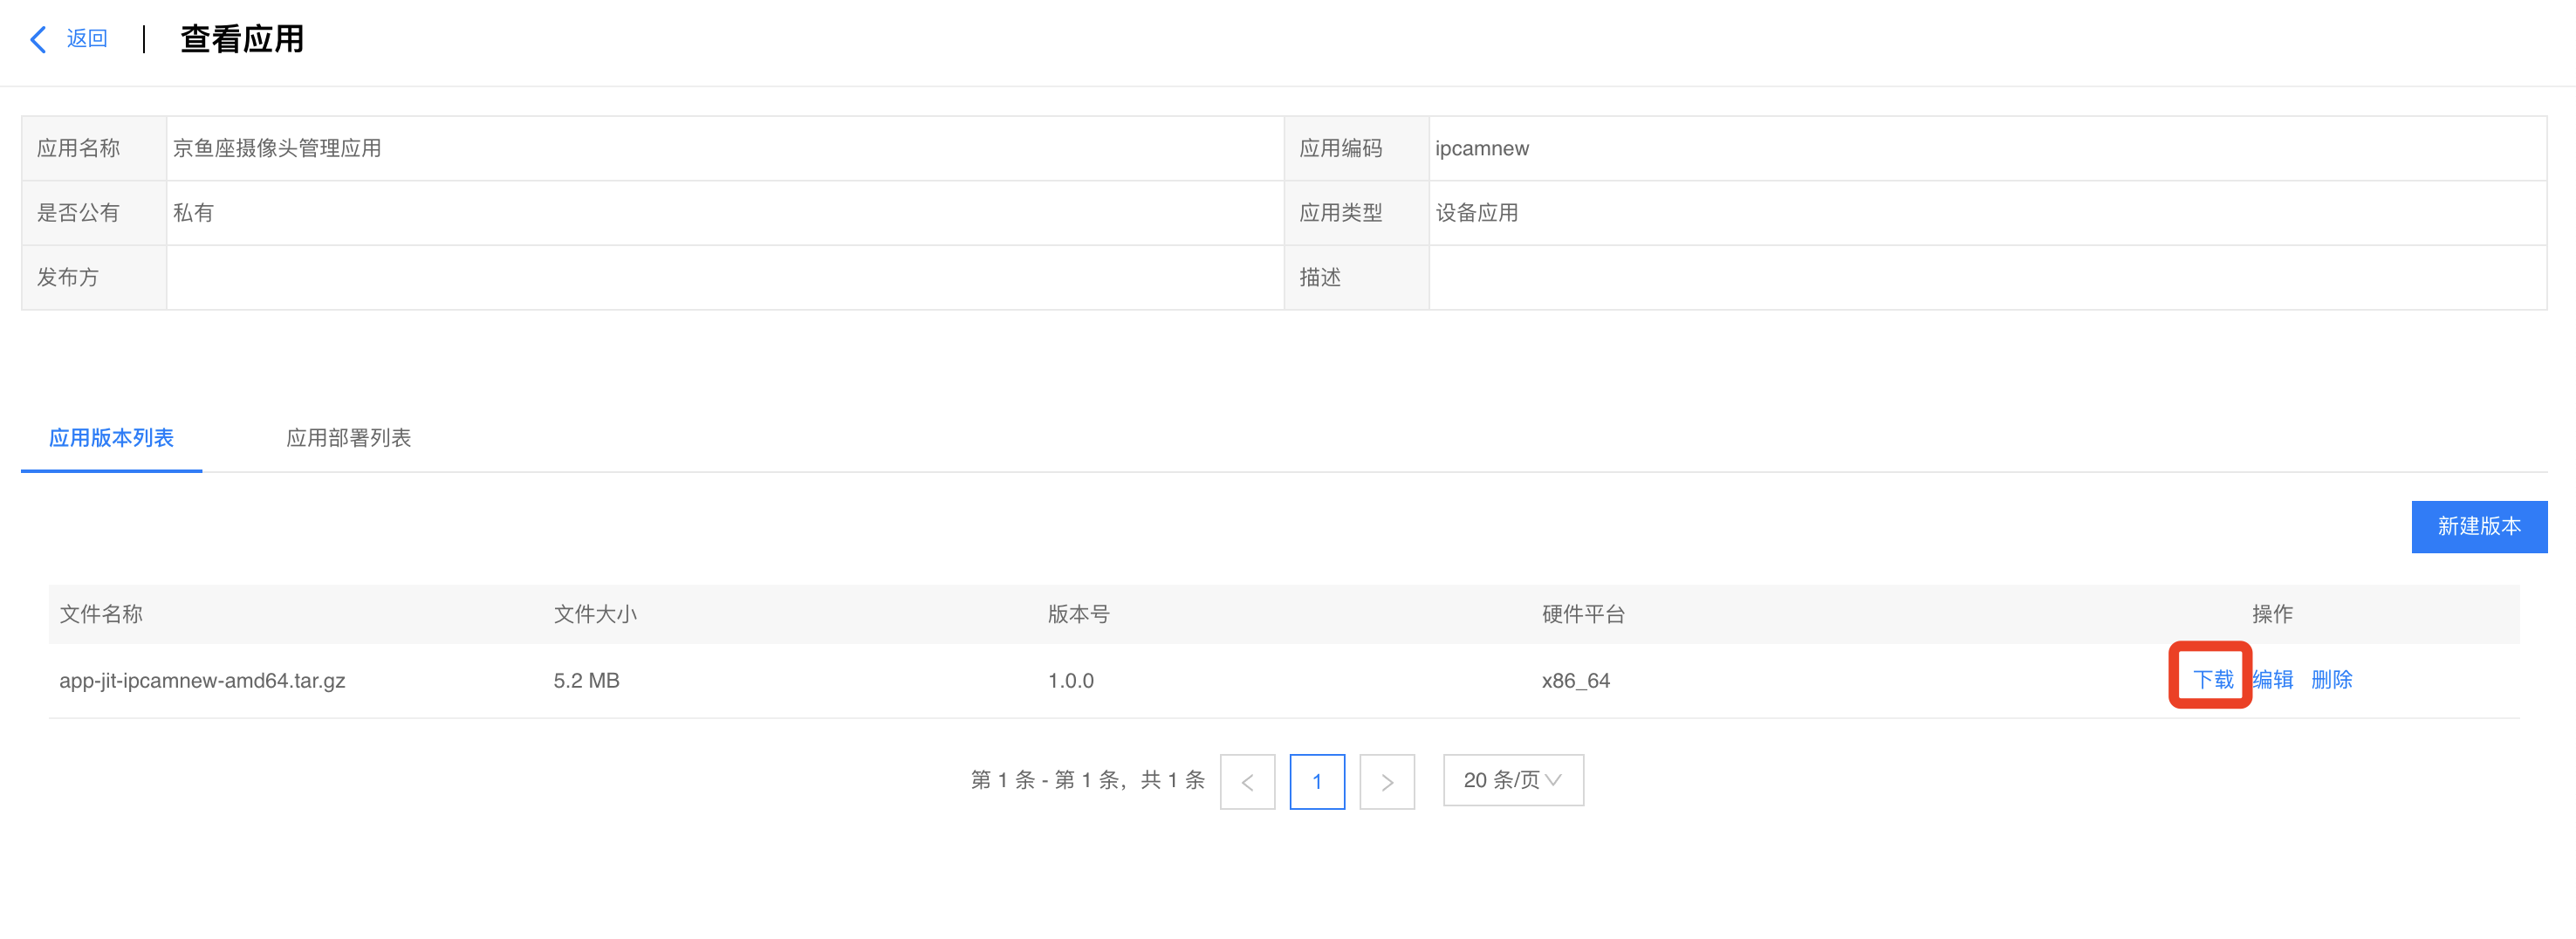 返回 查看应用
应用名称 京鱼座摄像头管理应用 应用编码 ipcamnew
是否公有 私有 应用类型 设备应用
发布方 描述
应用版本列表 应用部署列表
新建版本
文件名称 文件大小 版本号 硬件平台 操作
app-jit-ipcamnew-amd64.tar.gz 5.2 MB 1.0.0 x86_64 下载 编辑 删除
第 1 条 - 第 1 条，共 1 条 < 1 > 20 条/页